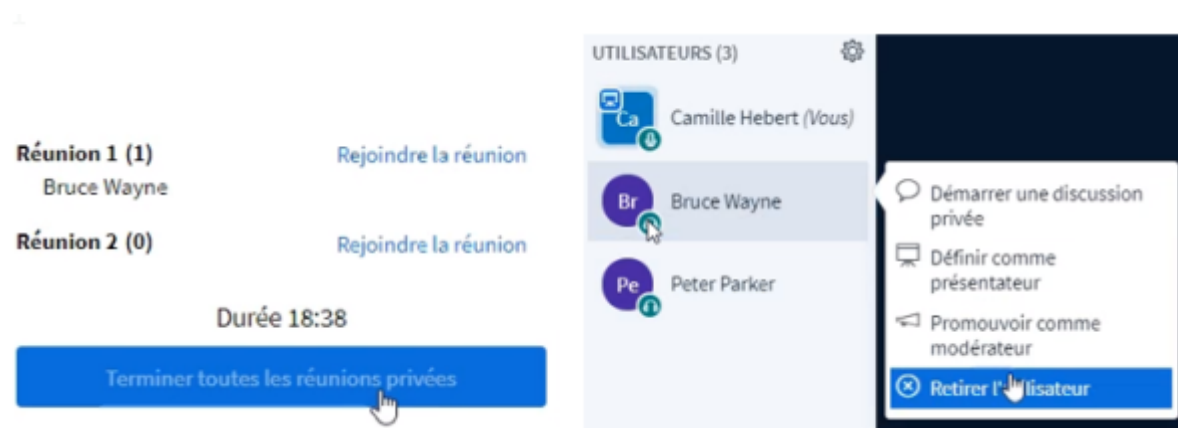 Réunion 1 (1) Rejoindre la réunion
Bruce Wayne
Réunion 2 (0) Rejoindre la réunion
Durée 18:38
Terminer toutes les réunions privées
UTILISATEURS (3)
Ca Camille Hebert (Vous)
Br Bruce Wayne
Pe Peter Parker
Démarrer une discussion
privée
Définir comme
présentateur
Promouvoir comme
modérateur
Retirer